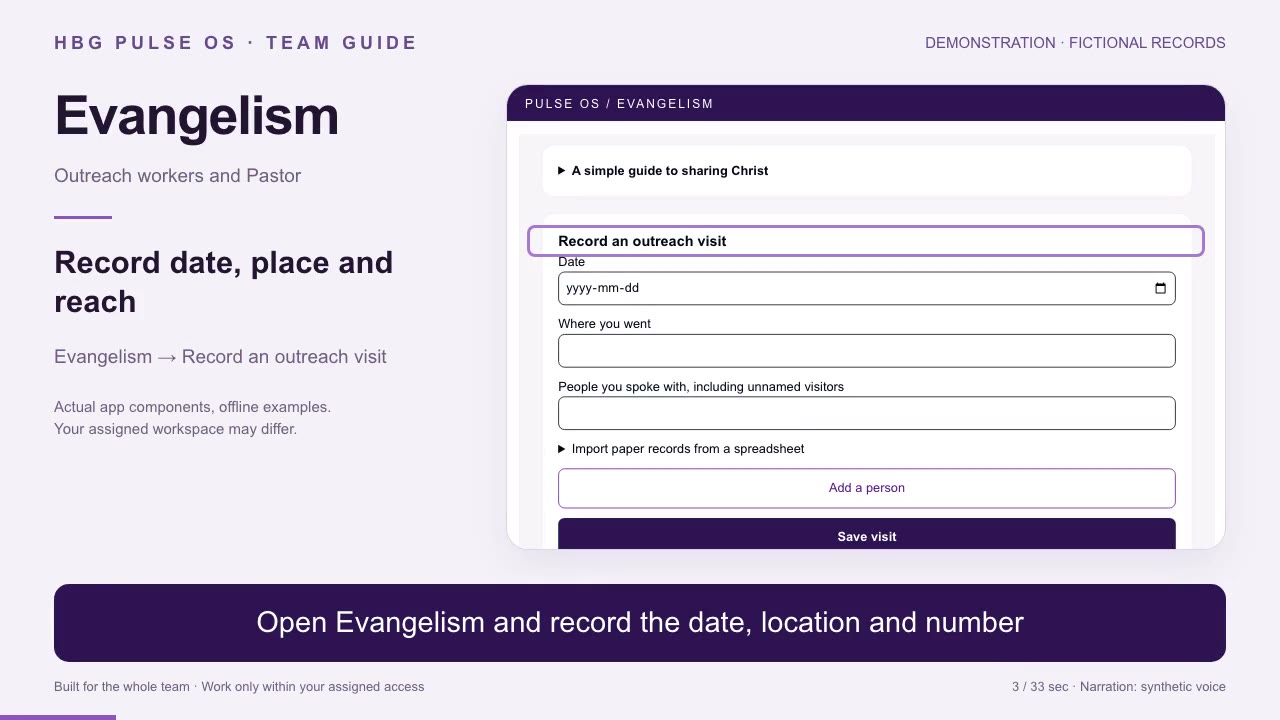 HBG PULSE OS · TEAM GUIDE
DEMONSTRATION · FICTIONAL RECORDS
Evangelism
Outreach workers and Pastor
Record date, place and
reach
Evangelism → Record an outreach visit
Actual app components, offline examples.
Your assigned workspace may differ.
PULSE OS / EVANGELISM
A simple guide to sharing Christ
Record an outreach visit
Date
yyyy-mm-dd
Where you went
People you spoke with, including unnamed visitors
Import paper records from a spreadsheet
Add a person
Save visit
Open Evangelism and record the date, location and number
Built for the whole team · Work only within your assigned access
3 / 33 sec · Narration: synthetic voice